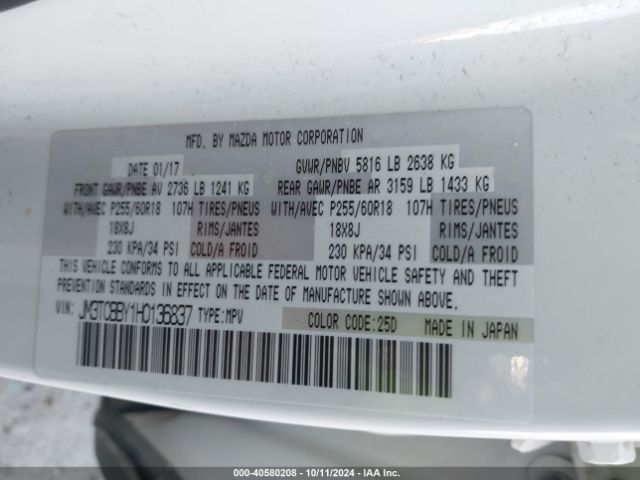 MFD. BY MAZDA MOTOR CORPORATION
DATE 01/17 GVWR/PNBV 5816 LB 2638 KG
FRONT GAWR/PNBE AV 2736 LB 1241 KG REAR GAWR/PNBE AR 3159 LB 1433 KG
WITH/AVEC P255/60R18 107H TIRES/PNEUS WITH/AVEC P255/60R18 107H TIRES/PNEUS
18X8J RIMS/JANTES 18X8J RIMS/JANTES
230 KPA/34 PSI COLD/A FROID 230 KPA/34 PSI COLD/A FROID
THIS VEHICLE CONFORMS TO ALL APPLICABLE FEDERAL MOTOR VEHICLE SAFETY AND THEFT
PREVENTION STANDARDS IN EFFECT ON THE DATE OF MANUFACTURE SHOWN ABOVE.
VIN: JM3TCBBY1H0136837 TYPE:MPV COLOR CODE:25D MADE IN JAPAN
000-40580208 - 10/11/2024 - IAA Inc.